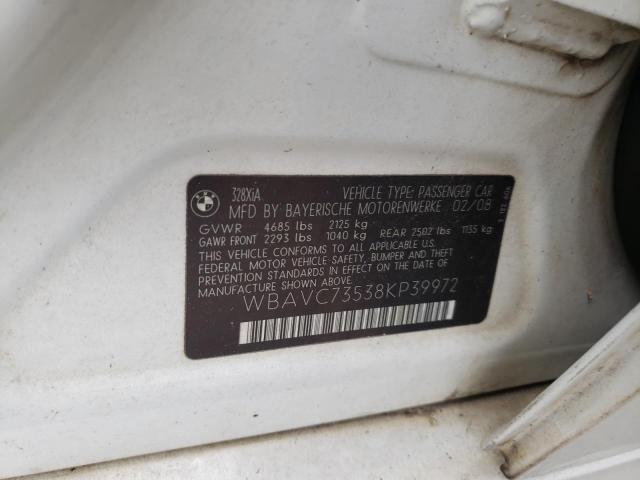 BMW
328XiA VEHICLE TYPE: PASSENGER CAR
MFD BY BAYERISCHE MOTORENWERKE 02/08
GVWR 4685 lbs 2125 kg
GAWR FRONT 2293 lbs 1040 kg REAR 2502 lbs 1135 kg
THIS VEHICLE CONFORMS TO ALL APPLICABLE U.S.
FEDERAL MOTOR VEHICLE SAFETY, BUMPER AND THEFT
PREVENTION STANDARDS IN EFFECT ON THE DATE OF
MANUFACTURE SHOWN ABOVE.
WBAVC73538KP39972